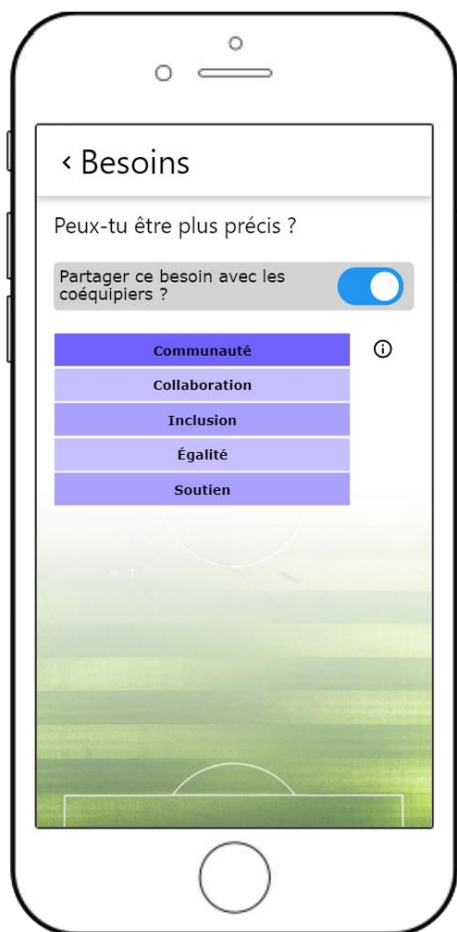 ‹ Besoins
Peux-tu être plus précis ?
Partager ce besoin avec les
coéquipiers ?
Communauté
Collaboration
Inclusion
Égalité
Soutien